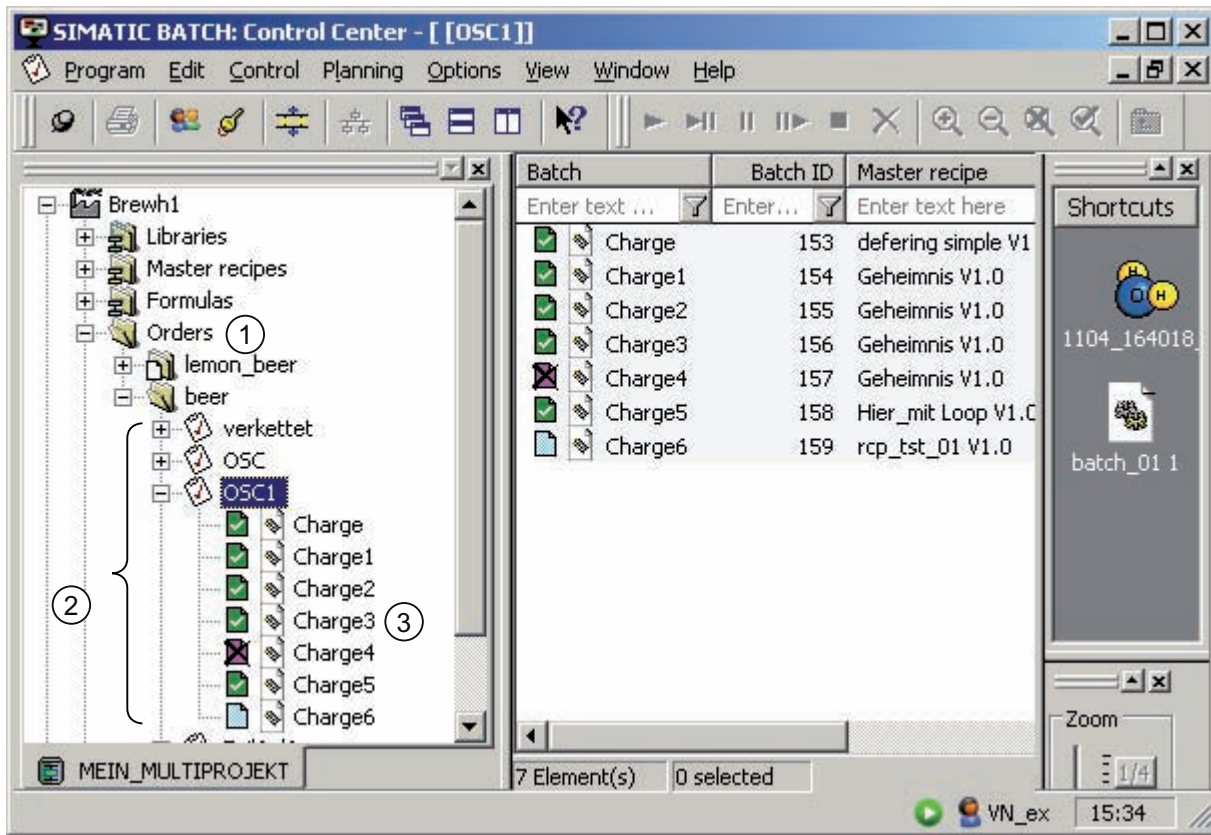 SIMATIC BATCH: Control Center - [ [OSC1]]
Program Edit Control Planning Options View Window Help
Brewh1
Libraries
Master recipes
Formulas
Orders ①
lemon_beer
beer
②
verkettet
OSC
OSC1
Charge
Charge1
Charge2
Charge3 ③
Charge4
Charge5
Charge6
MEIN_MULTIPROJEKT
Batch Batch ID Master recipe
Enter text ... Enter... Enter text here
Charge 153 defering simple V1
Charge1 154 Geheimnis V1.0
Charge2 155 Geheimnis V1.0
Charge3 156 Geheimnis V1.0
Charge4 157 Geheimnis V1.0
Charge5 158 Hier_mit Loop V1.0
Charge6 159 rcp_tst_01 V1.0
7 Element(s) 0 selected
Shortcuts
H
O H
1104_164018_
batch_01 1
Zoom
1/4
VN_ex 15:34